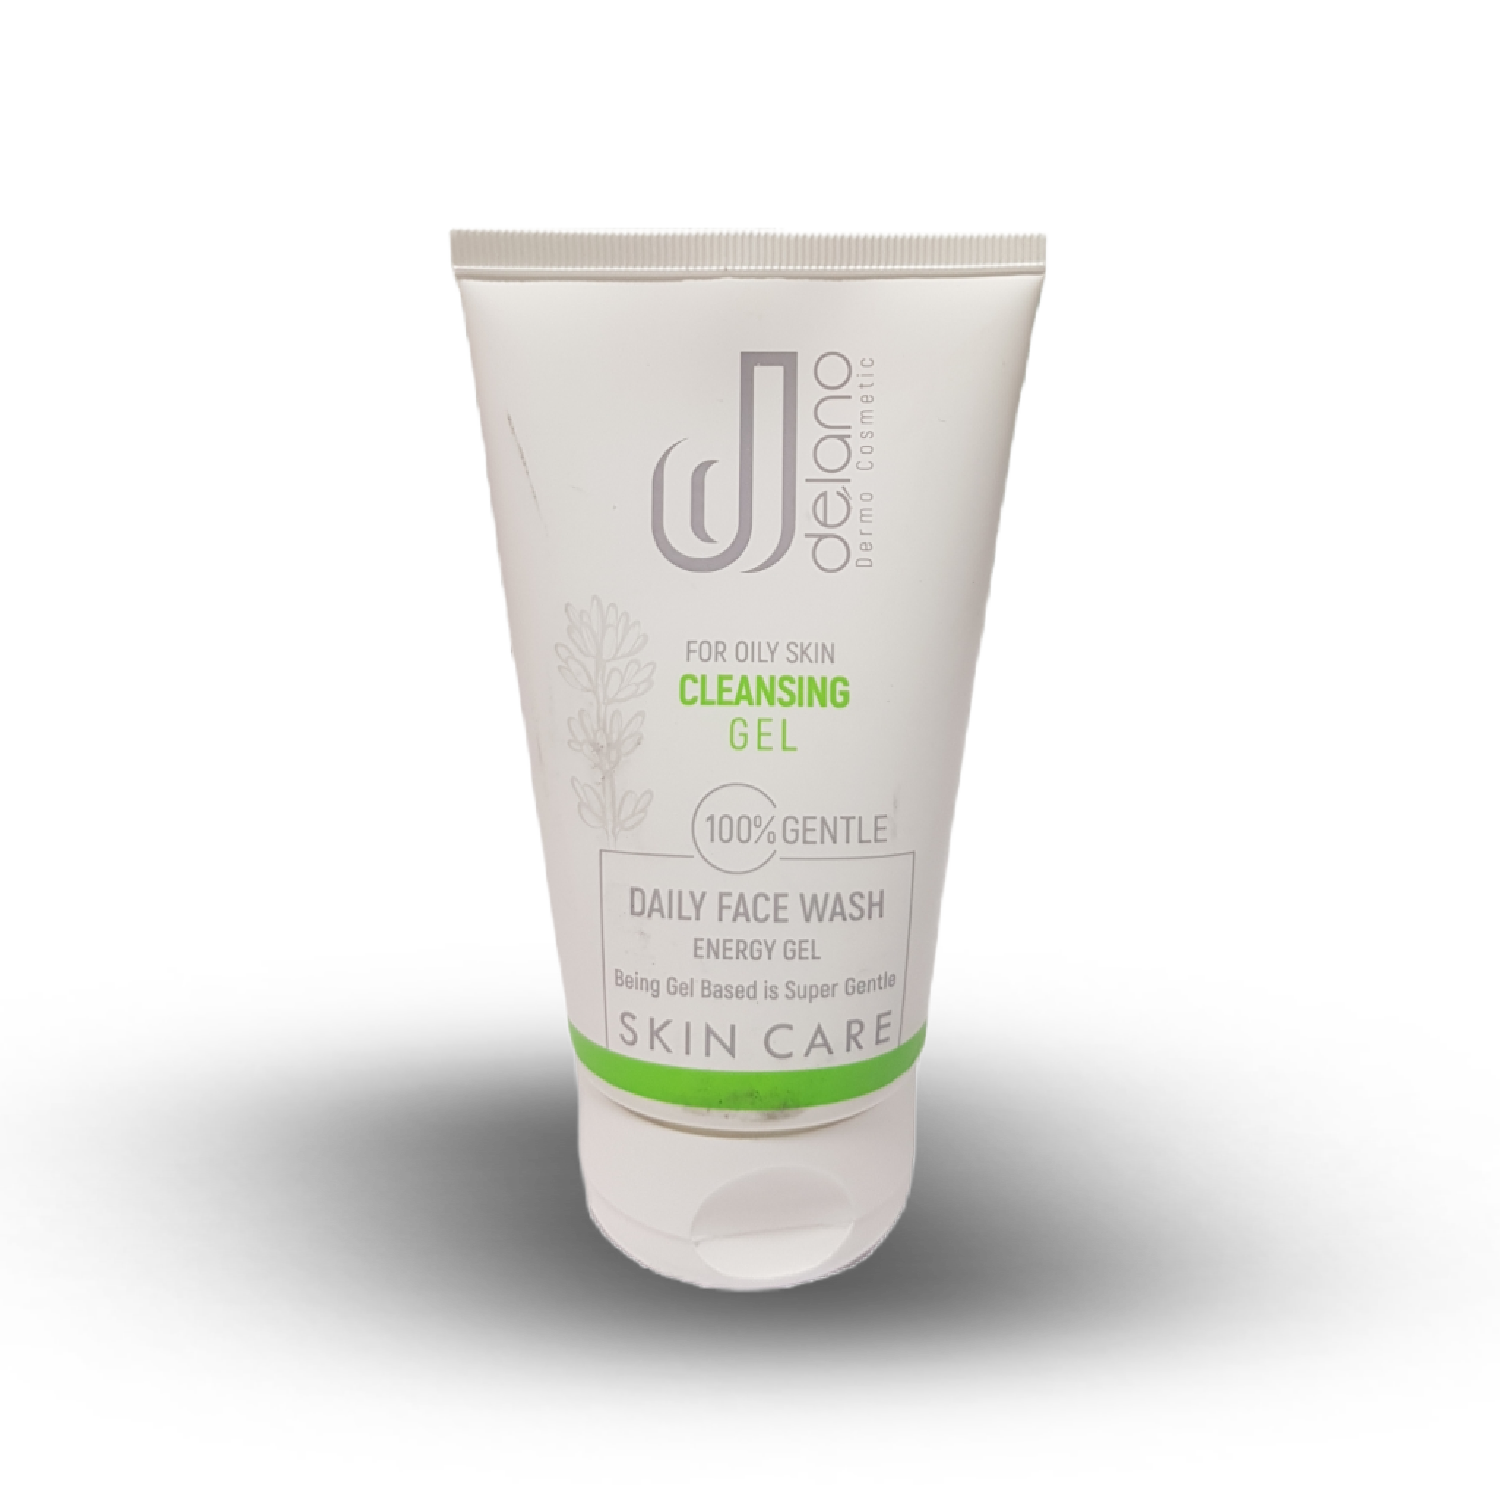 delano
Dermo Cosmetic
FOR OILY SKIN
CLEANSING
GEL
100% GENTLE
DAILY FACE WASH
ENERGY GEL
Being Gel Based is Super Gentle
SKIN CARE